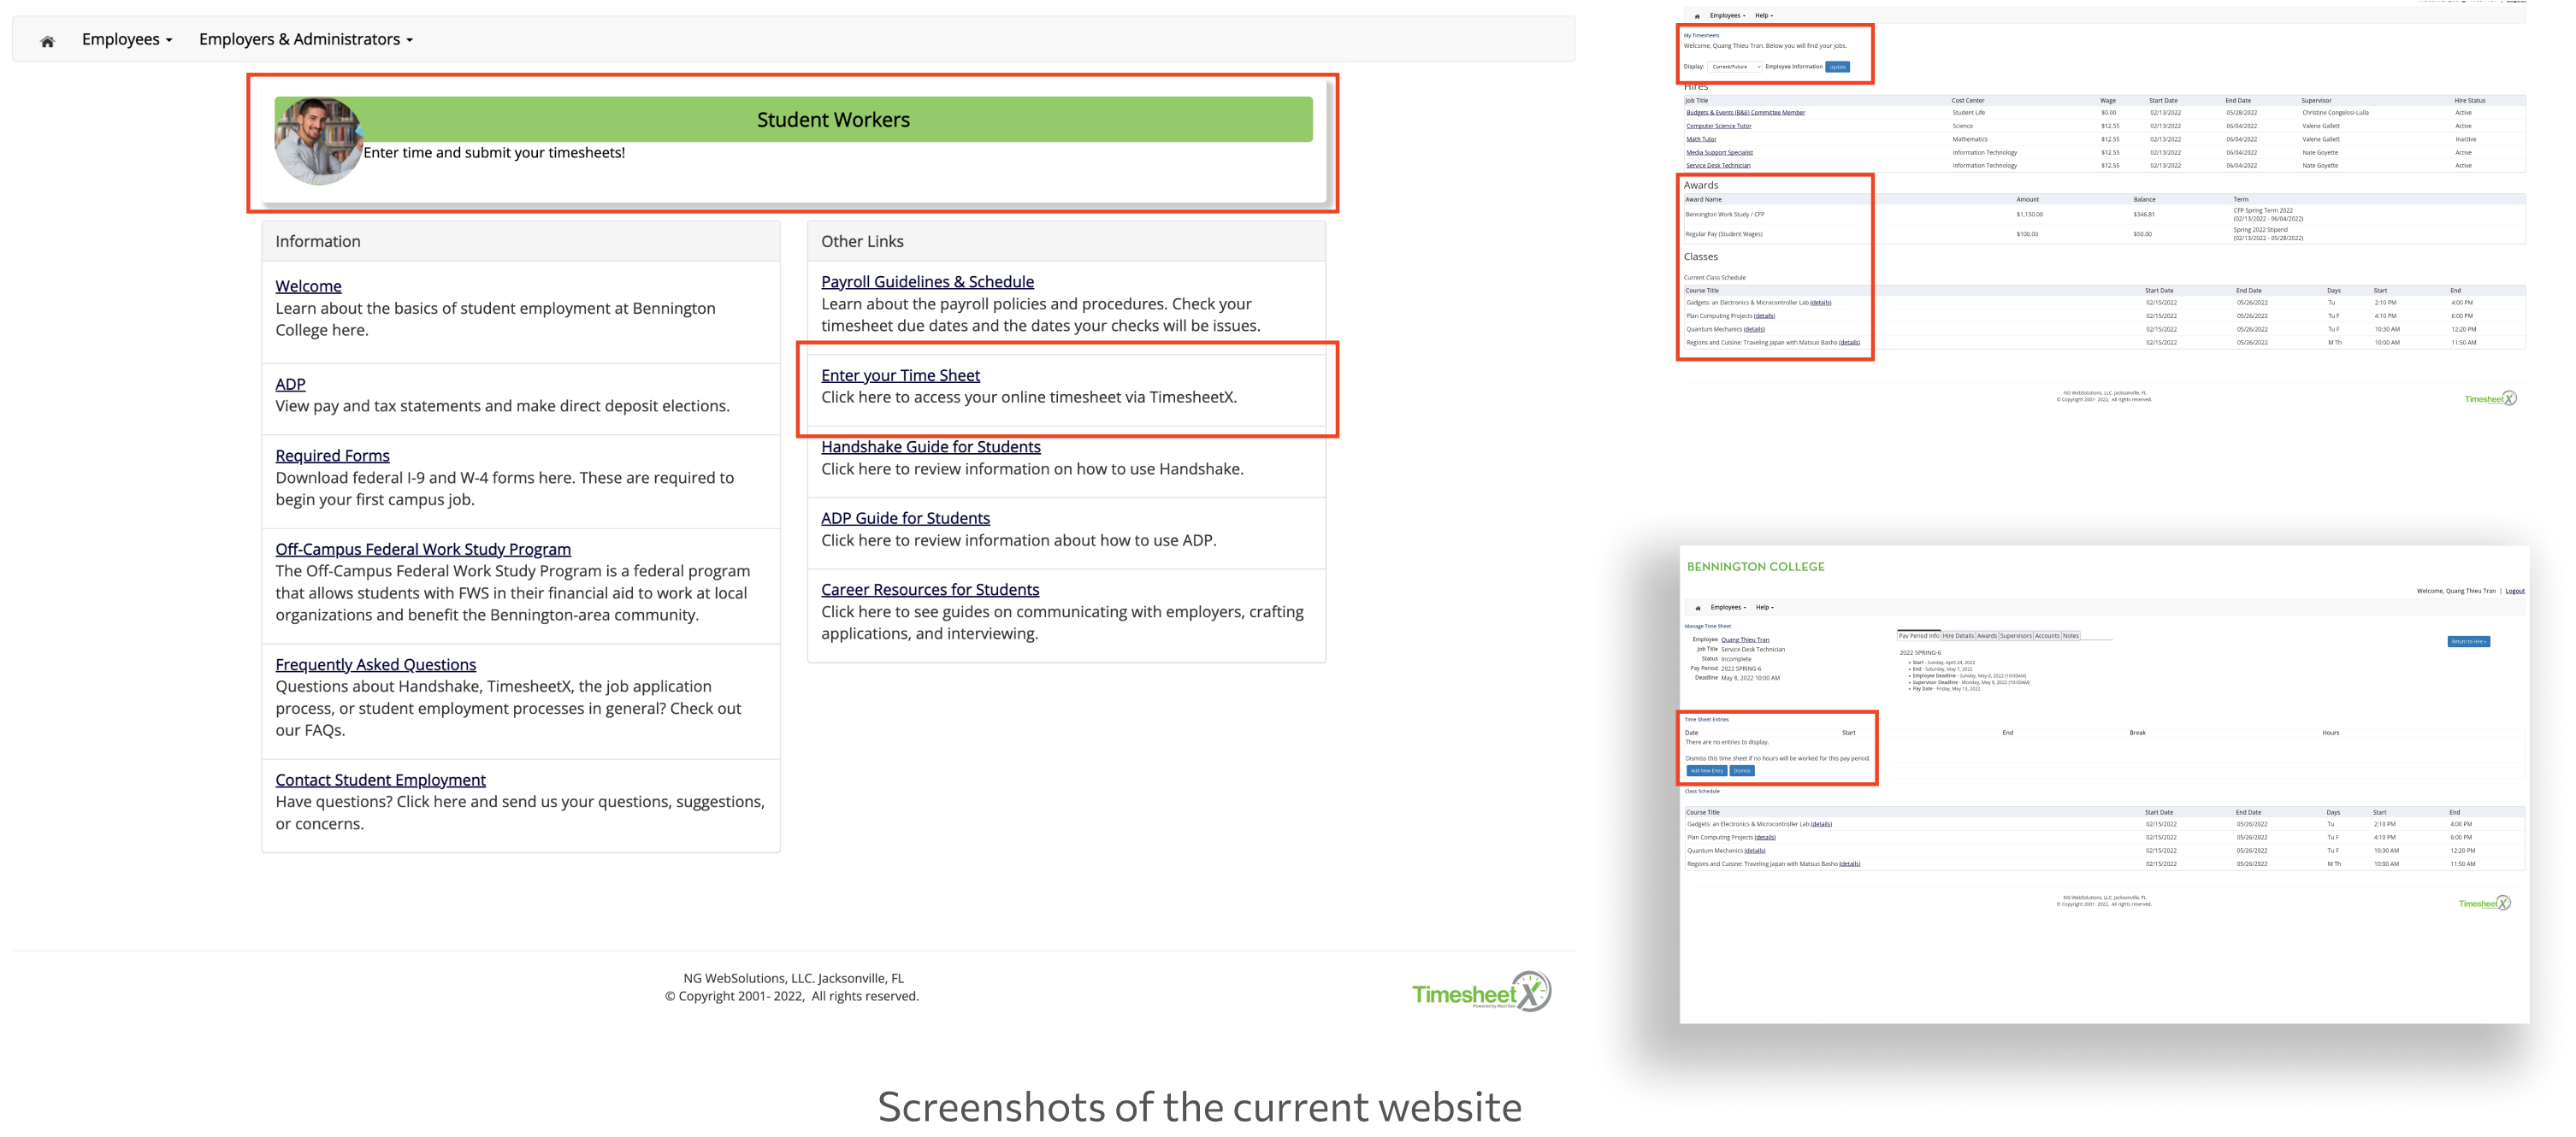 Employees
Employers & Administrators
Student Workers
Enter time and submit your timesheets!
Information
Welcome
Learn about the basics of student employment at Bennington
College here.
ADP
View pay and tax statements and make direct deposit elections.
Required Forms
Download federal I-9 and W-4 forms here. These are required to
begin your first campus job.
Off-Campus Federal Work Study Program
The Off-Campus Federal Work Study Program is a federal program
that allows students with FWS in their financial aid to work at local
organizations and benefit the Bennington-area community.
Frequently Asked Questions
Questions about Handshake, TimesheetX, the job application
process, or student employment processes in general? Check out
our FAQs.
Contact Student Employment
Have questions? Click here and send us your questions, suggestions,
or concerns.
Other Links
Payroll Guidelines & Schedule
Learn about the payroll policies and procedures. Check your
timesheet due dates and the dates your checks will be issues.
Enter your Time Sheet
Click here to access your online timesheet via TimesheetX.
Handshake Guide for Students
Click here to review information on how to use Handshake.
ADP Guide for Students
Click here to review information about how to use ADP.
Career Resources for Students
Click here to see guides on communicating with employers, crafting
applications, and interviewing.
NG WebSolutions, LLC. Jacksonville, FL
© Copyright 2001- 2022, All rights reserved.
TimesheetX
Employees Help
My Timesheets
Welcome, Quang Thieu Tran. Below you will find your jobs.
Display: Current/Future Employee Information Update
Hires
Job Title Cost Center Wage Start Date End Date Supervisor Hire Status
Budgets & Events (B&E) Committee Member Student Life $0.00 02/13/2022 05/28/2022 Christine Congelosi-Lulla Active
Computer Science Tutor Science $12.55 02/13/2022 06/04/2022 Valene Gallett Active
Math Tutor Mathematics $12.55 02/13/2022 06/04/2022 Valene Gallett Inactive
Media Support Specialist Information Technology $12.55 02/13/2022 06/04/2022 Nate Goyette Active
Service Desk Technician Information Technology $12.55 02/13/2022 06/04/2022 Nate Goyette Active
Awards
Award Name Amount Balance Term
Bennington Work Study / CFP $1,150.00 $346.81 CFP Spring Term 2022
(02/13/2022 - 06/04/2022)
Regular Pay (Student Wages) $100.00 $50.00 Spring 2022 Stipend
(02/13/2022 - 05/28/2022)
Classes
Current Class Schedule
Course Title Start Date End Date Days Start End
Gadgets: an Electronics & Microcontroller Lab (details) 02/15/2022 05/26/2022 Tu 2:10 PM 4:00 PM
Plan Computing Projects (details) 02/15/2022 05/26/2022 Tu F 4:10 PM 6:00 PM
Quantum Mechanics (details) 02/15/2022 05/26/2022 Tu F 10:30 AM 12:20 PM
Regions and Cuisine: Traveling Japan with Matsuo Basho (details) 02/15/2022 05/26/2022 M Th 10:00 AM 11:50 AM
NG WebSolutions, LLC. Jacksonville, FL
© Copyright 2001- 2022, All rights reserved.
TimesheetX
BENNINGTON COLLEGE
Welcome, Quang Thieu Tran | Logout
Employees Help
Manage Time Sheet
Employee Quang Thieu Tran
Job Title Service Desk Technician
Status Incomplete
Pay Period 2022 SPRING-6
Deadline May 8, 2022 10:00 AM
Pay Period Info Hire Details Awards Supervisors Accounts Notes
2022 SPRING-6
• Start - Sunday, April 24, 2022
• End - Saturday, May 7, 2022
• Employee Deadline - Sunday, May 8, 2022 (10:00AM)
• Supervisor Deadline - Monday, May 9, 2022 (10:00AM)
• Pay Date - Friday, May 13, 2022
Return to Hire »
Time Sheet Entries
Date Start End Break Hours
There are no entries to display.
Dismiss this time sheet if no hours will be worked for this pay period.
Add New Entry Dismiss
Class Schedule
Course Title Start Date End Date Days Start End
Gadgets: an Electronics & Microcontroller Lab (details) 02/15/2022 05/26/2022 Tu 2:10 PM 4:00 PM
Plan Computing Projects (details) 02/15/2022 05/26/2022 Tu F 4:10 PM 6:00 PM
Quantum Mechanics (details) 02/15/2022 05/26/2022 Tu F 10:30 AM 12:20 PM
Regions and Cuisine: Traveling Japan with Matsuo Basho (details) 02/15/2022 05/26/2022 M Th 10:00 AM 11:50 AM
NG WebSolutions, LLC. Jacksonville, FL
© Copyright 2001- 2022, All rights reserved.
TimesheetX
Screenshots of the current website